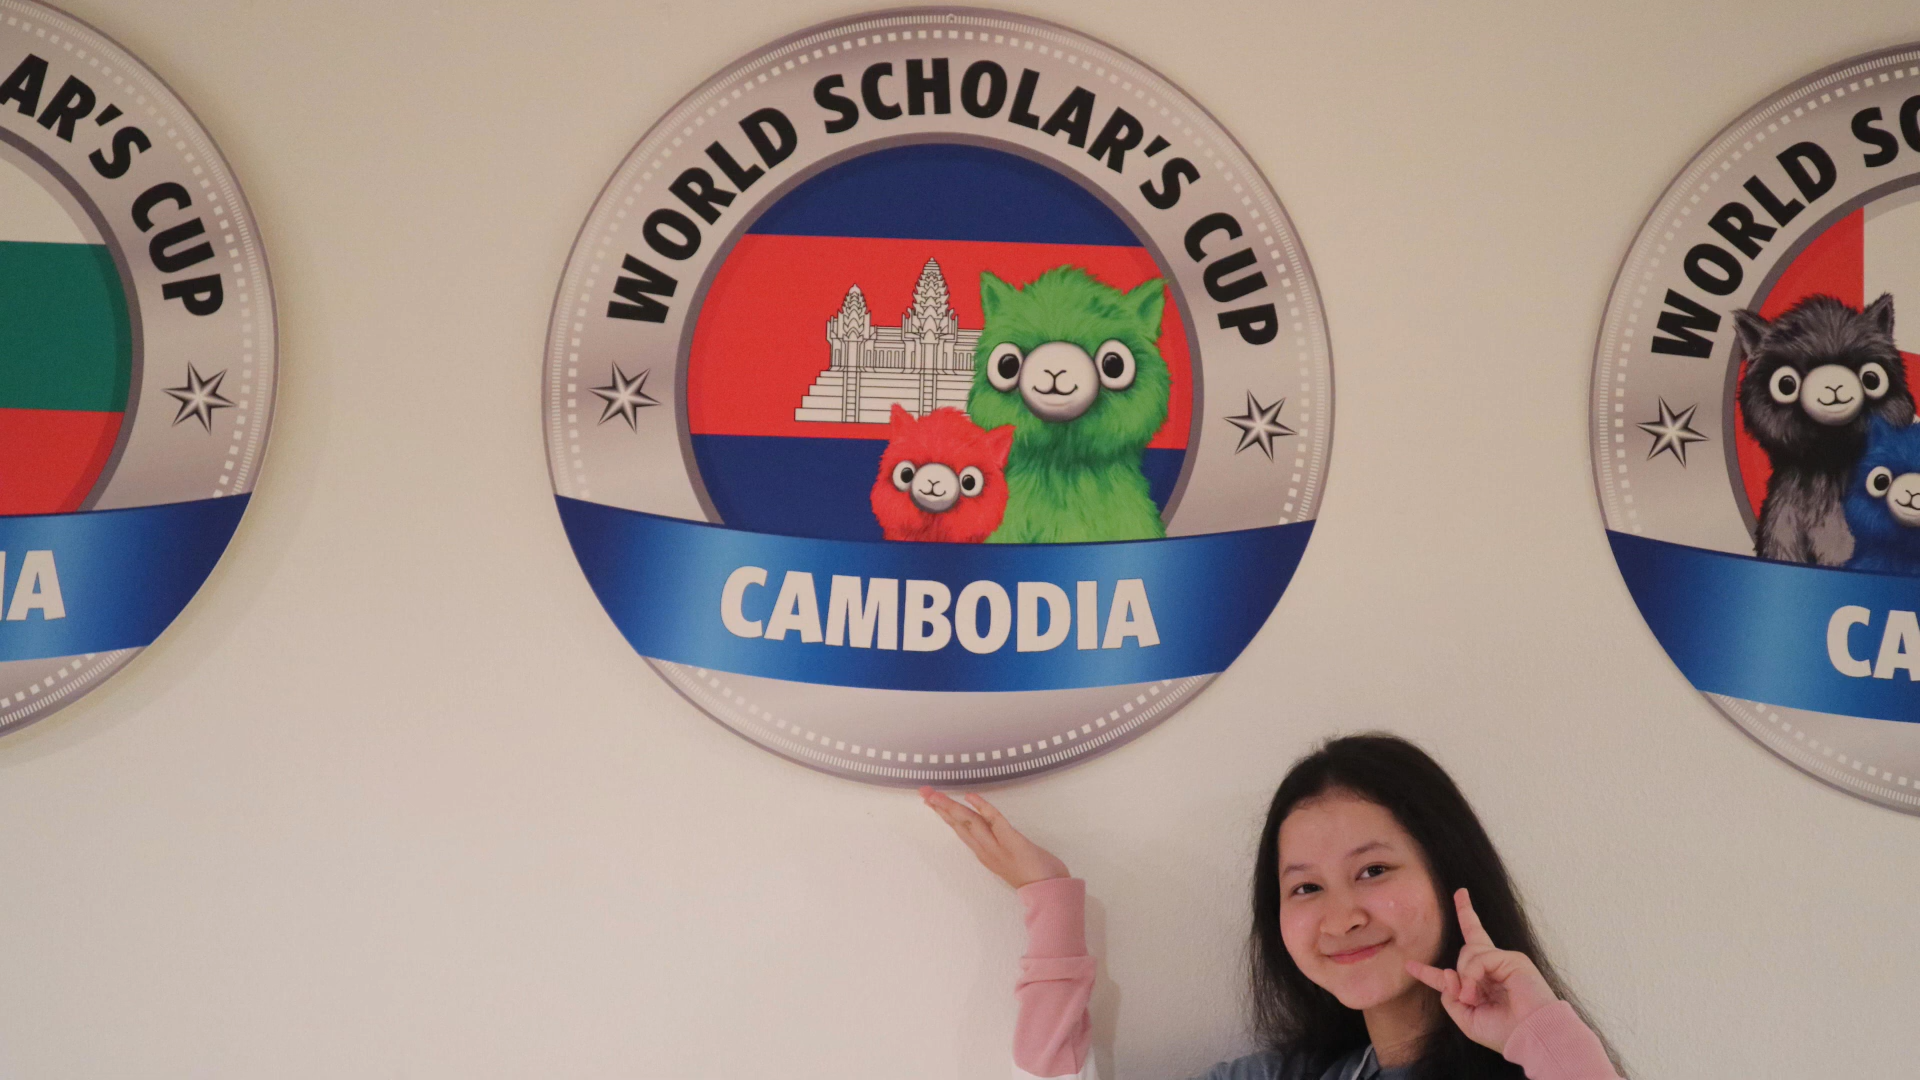 AR'S CUP
IA
WORLD SCHOLAR'S CUP
CAMBODIA
WORLD SC
CA